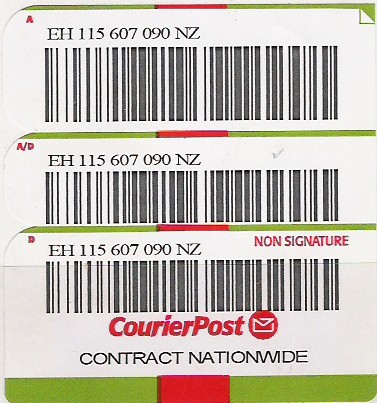 A
EH 115 607 090 NZ
A/D
EH 115 607 090 NZ
D
EH 115 607 090 NZ NON SIGNATURE
CourierPost
CONTRACT NATIONWIDE